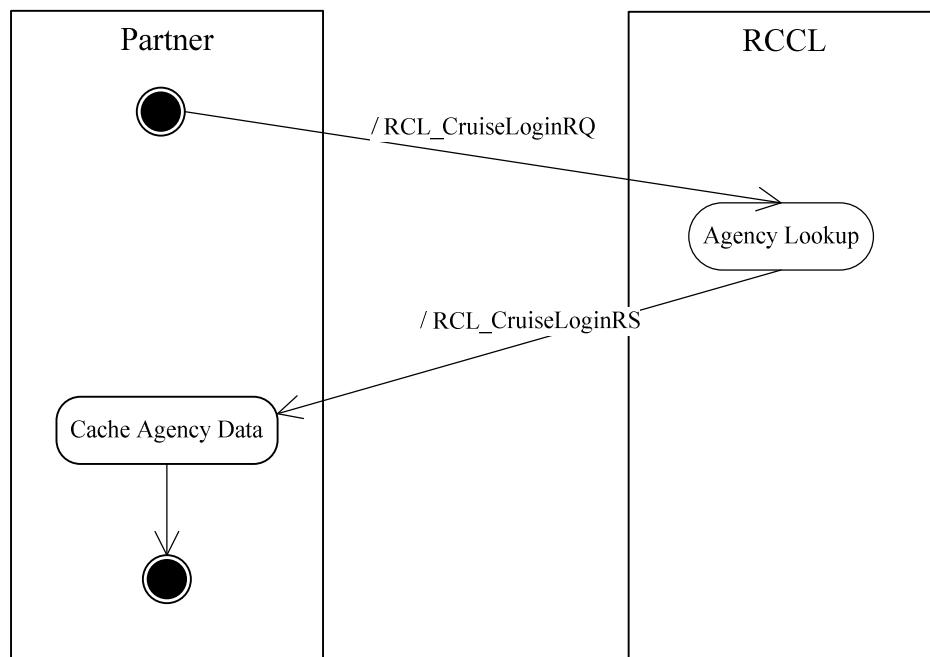 Partner
RCCL
/ RCL_CruiseLoginRQ
Agency Lookup
/ RCL_CruiseLoginRS
Cache Agency Data